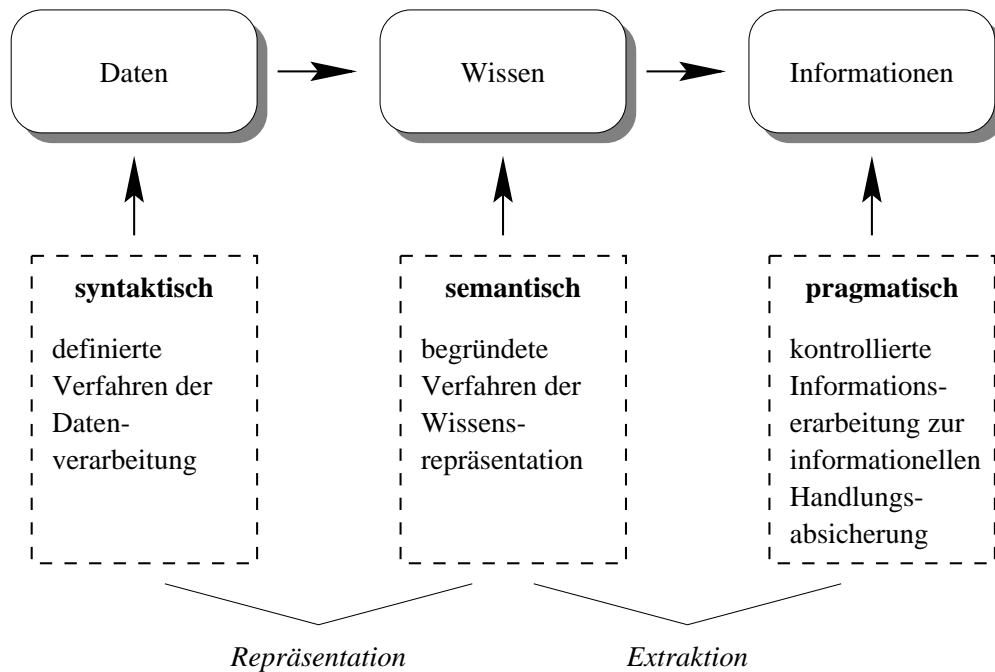 Daten
Wissen
Informationen
syntaktisch
definierte
Verfahren der
Daten-
verarbeitung
semantisch
begründete
Verfahren der
Wissens-
repräsentation
pragmatisch
kontrollierte
Informations-
erarbeitung zur
informationellen
Handlungs-
absicherung
Repräsentation
Extraktion